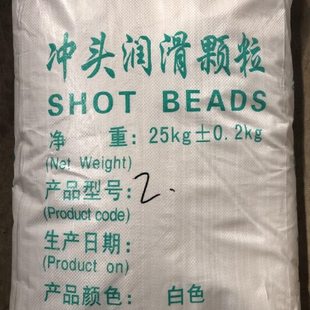 冲头润滑颗粒
SHOT BEADS
净 重: 25kg±0.2kg
(Net Weight)
产品型号: 2.
(Product code)
生产日期:
(Product on)
产品颜色: 白色